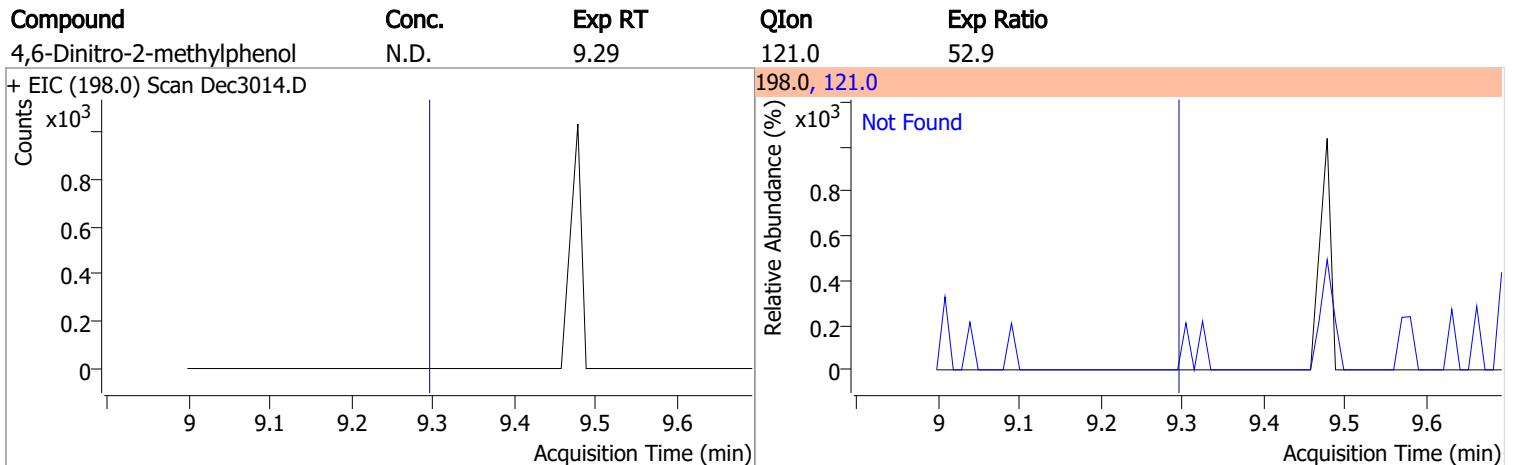 Compound Conc. Exp RT QIon Exp Ratio
4,6-Dinitro-2-methylphenol N.D. 9.29 121.0 52.9
+ EIC (198.0) Scan Dec3014.D
Counts
x10³
0.8
0.6
0.4
0.2
0
9 9.1 9.2 9.3 9.4 9.5 9.6
Acquisition Time (min)
198.0, 121.0
Relative Abundance (%)
x10³
Not Found
0.8
0.6
0.4
0.2
0
9 9.1 9.2 9.3 9.4 9.5 9.6
Acquisition Time (min)